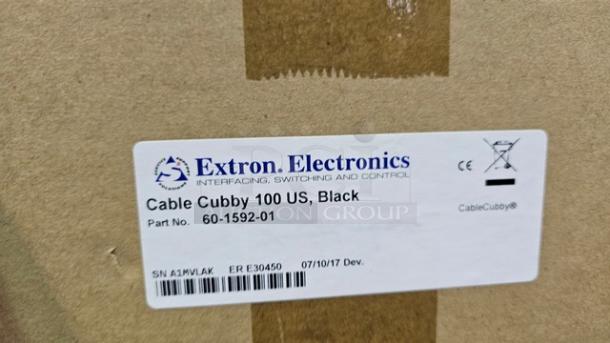 Extron. Electronics
INTERFACING, SWITCHING AND CONTROL
CE
Cable Cubby 100 US, Black
Part No. 60-1592-01
CableCubby®
SN A1MVLAK ER E30450 07/10/17 Dev.
GROUP